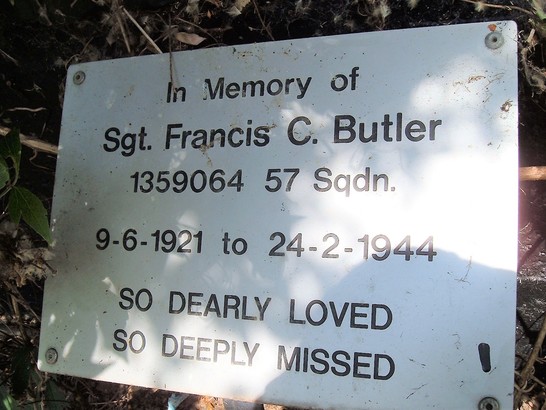 In Memory of
Sgt. Francis C. Butler
1359064 57 Sqdn.
9-6-1921 to 24-2-1944
SO DEARLY LOVED
SO DEEPLY MISSED